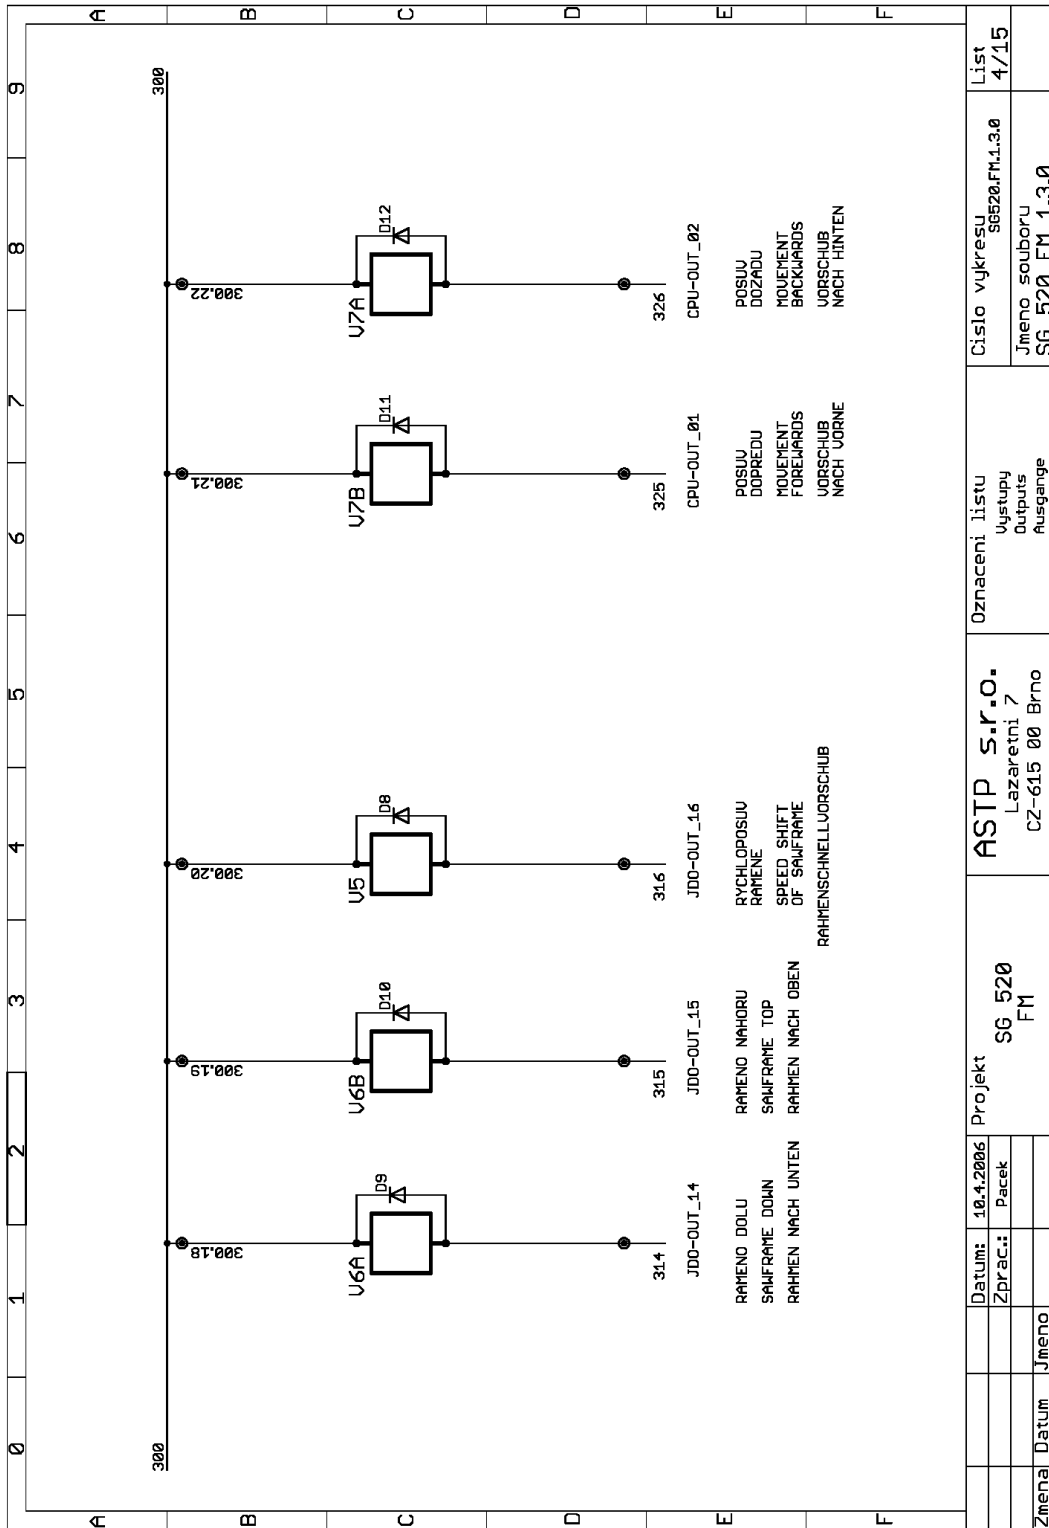 0 1 2 3 4 5 6 7 8 9
A
B
C
D
E
F
A
B
C
D
E
F
300
300
300.18
V6A
D9
314
JDO-OUT_14
RAMENO DOLU
SAWFRAME DOWN
RAHMEN NACH UNTEN
300.19
V6B
D10
315
JDO-OUT_15
RAMENO NAHORU
SAWFRAME TOP
RAHMEN NACH OBEN
300.20
V5
D8
316
JDO-OUT_16
RYCHLOPOSUV
RAMENE
SPEED SHIFT
OF SAWFRAME
RAHMENSCHNELLVORSCHUB
300.21
V7B
D11
325
CPU-OUT_01
POSUV
DOPREDU
MOVEMENT
FOREWARDS
VORSCHUB
NACH VORNE
300.22
V7A
D12
326
CPU-OUT_02
POSUV
DOZADU
MOVEMENT
BACKWARDS
VORSCHUB
NACH HINTEN
Zmena Datum Jmeno
Datum: 10.4.2006
Zprac.: Pacek
Projekt
SG 520
FM
ASTP s.r.o.
Lazaretni 7
CZ-615 00 Brno
Oznaceni listu
Vystupy
Outputs
Ausgange
Cislo vykresu
SG520.FM.1.3.0
Jmeno souboru
SG 520 FM 1.3.0
List
4/15